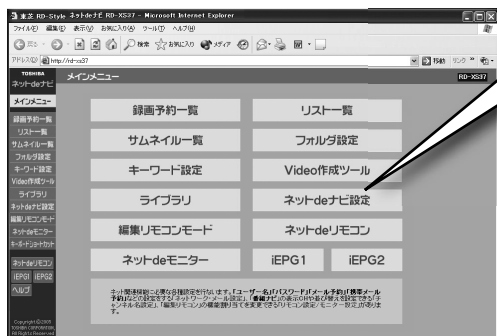 東芝 RD-Style ネットdeナビ RD-XS37 - Microsoft Internet Explorer
ファイル(F) 編集(E) 表示(V) お気に入り(A) ツール(T) ヘルプ(H)
戻る 検索 お気に入り メディア
アドレス(D) http://rd-xs37/ 移動 リンク
TOSHIBA
ネットdeナビ
メインメニュー
RD-XS37
メインメニュー
録画予約一覧
リスト一覧
サムネイル一覧
フォルダ設定
キーワード設定
Video作成ツール
ライブラリ
ネットdeナビ設定
編集リモコンモード
ネットdeモニター
キーボードショートカット
ネットdeリモコン
iEPG1 iEPG2
ヘルプ
Copyright © 2005
TOSHIBA CORPORATION,
All Rights Reserved
録画予約一覧
リスト一覧
サムネイル一覧
フォルダ設定
キーワード設定
Video作成ツール
ライブラリ
ネットdeナビ設定
編集リモコンモード
ネットdeリモコン
ネットdeモニター
iEPG1
iEPG2